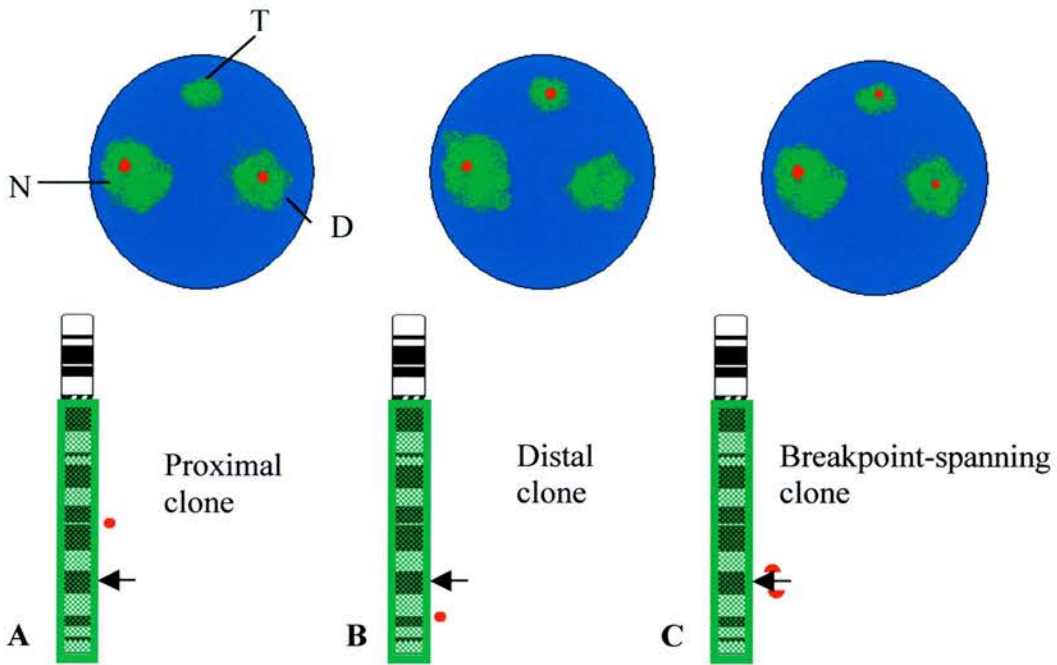 T
N
D
Proximal
clone
Distal
clone
Breakpoint-spanning
clone
A
B
C